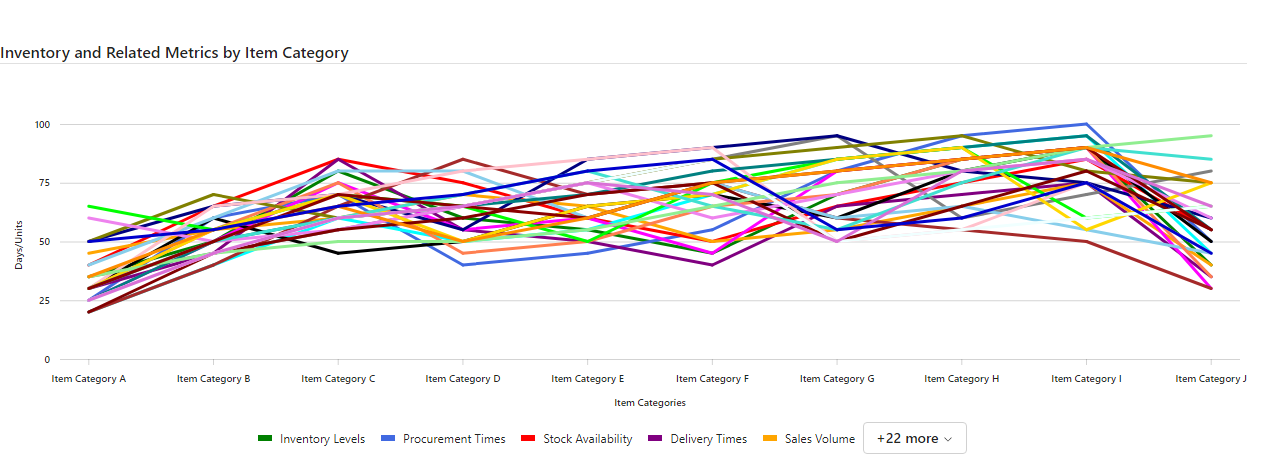 Inventory and Related Metrics by Item Category
100
75
50
25
0
Days/Units
Item Category A Item Category B Item Category C Item Category D Item Category E Item Category F Item Category G Item Category H Item Category I Item Category J
Item Categories
Inventory Levels Procurement Times Stock Availability Delivery Times Sales Volume +22 more